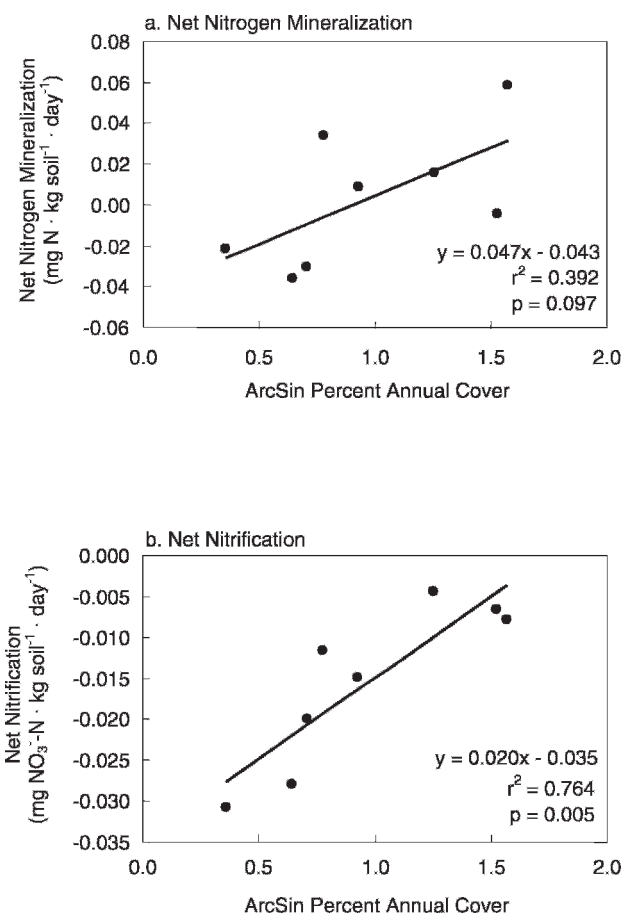 a. Net Nitrogen Mineralization
0.08
0.06
0.04
0.02
0.00
-0.02
-0.04
-0.06
Net Nitrogen Mineralization
(mg N · kg soil⁻¹ · day⁻¹)
y = 0.047x - 0.043
r² = 0.392
p = 0.097
0.0 0.5 1.0 1.5 2.0
ArcSin Percent Annual Cover
b. Net Nitrification
0.000
-0.005
-0.010
-0.015
-0.020
-0.025
-0.030
-0.035
Net Nitrification
(mg NO₃⁻-N · kg soil⁻¹ · day⁻¹)
y = 0.020x - 0.035
r² = 0.764
p = 0.005
0.0 0.5 1.0 1.5 2.0
ArcSin Percent Annual Cover